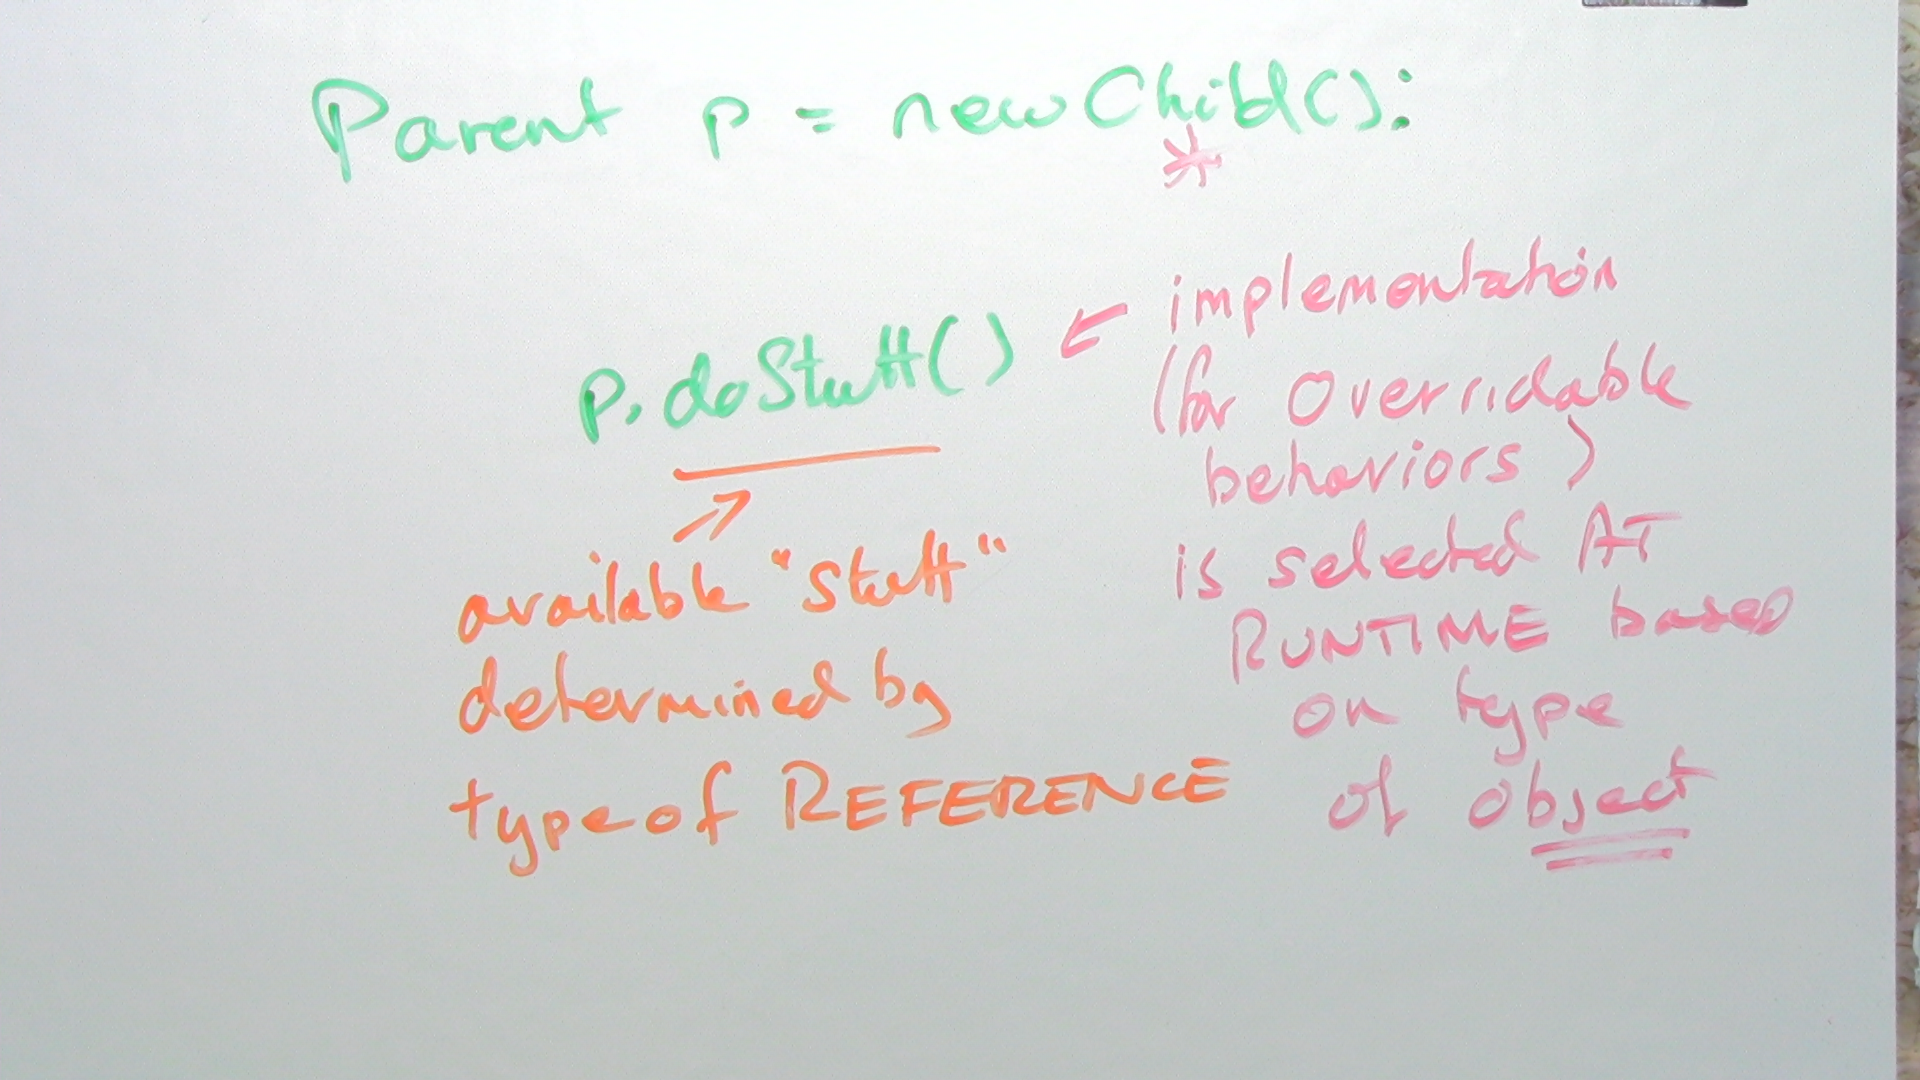 Parent p = new Child():
*
p.doStuff()
← implementation
(for overridable
behaviors)
is selected AT
RUNTIME based
on type
of object
available "stuff"
determined by
type of REFERENCE